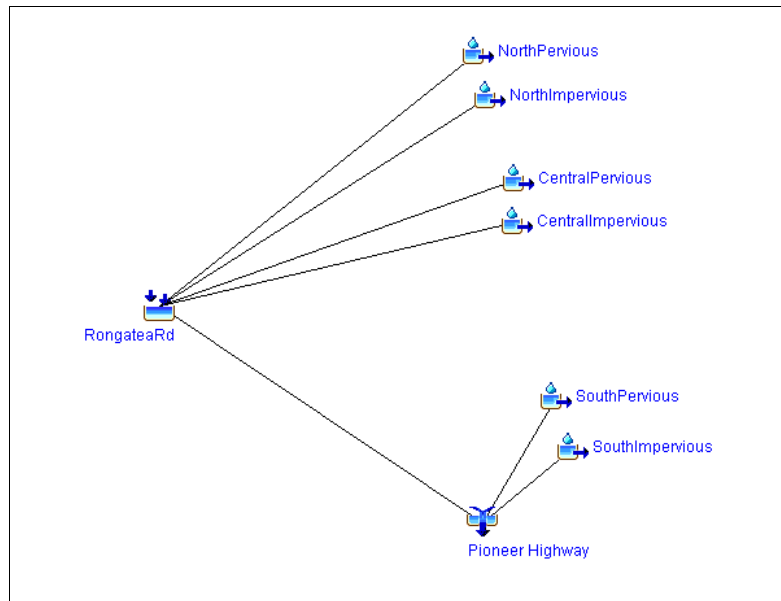 NorthPervious
NorthImpervious
CentralPervious
CentralImpervious
RongateaRd
SouthPervious
SouthImpervious
Pioneer Highway